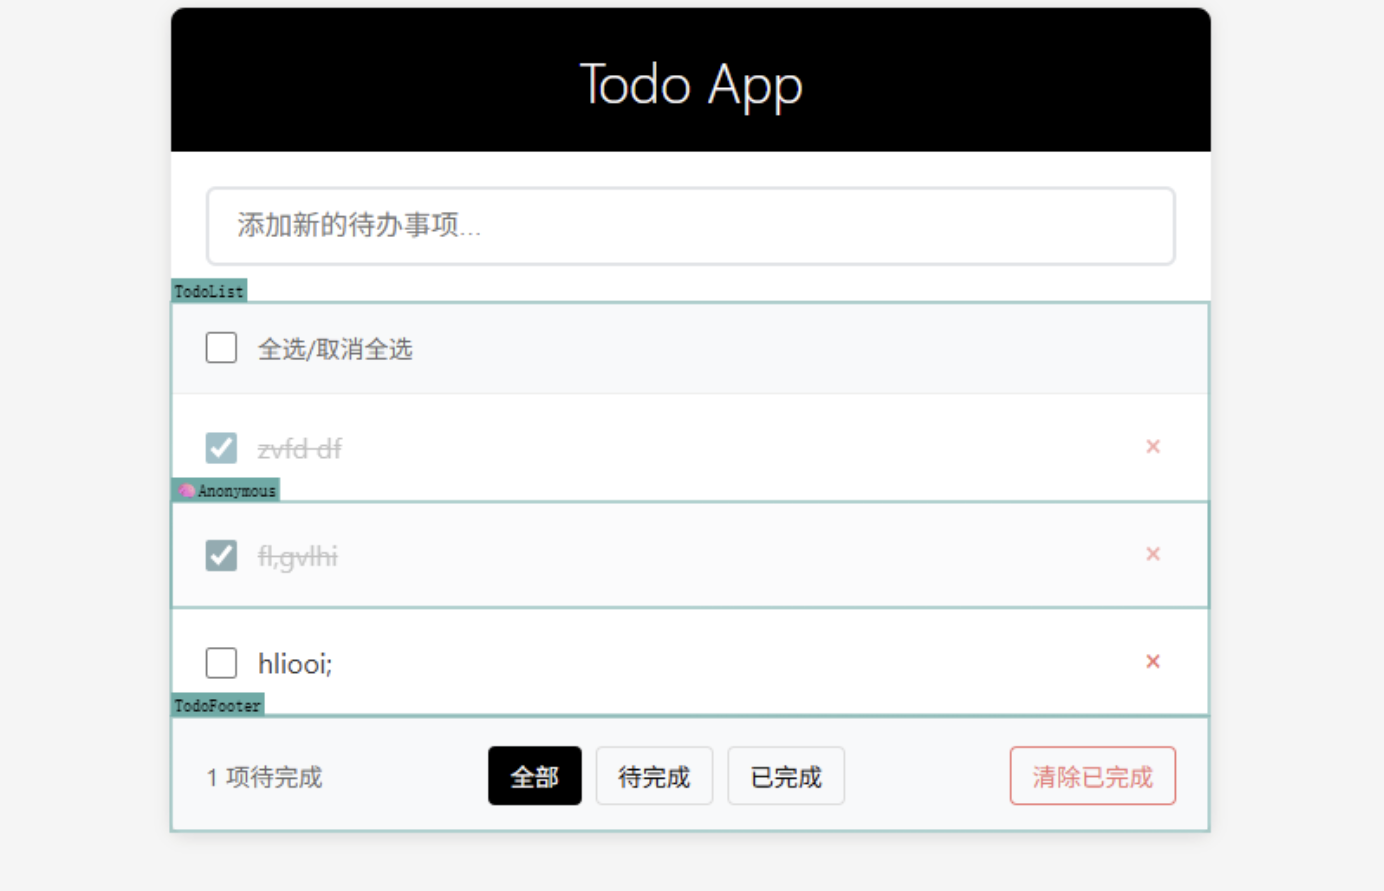 Todo App
添加新的待办事项...
TodoList
全选/取消全选
zvfd df
×
Anonymous
fl,gvlhi
×
hliooi;
×
TodoFooter
1 项待完成
全部
待完成
已完成
清除已完成